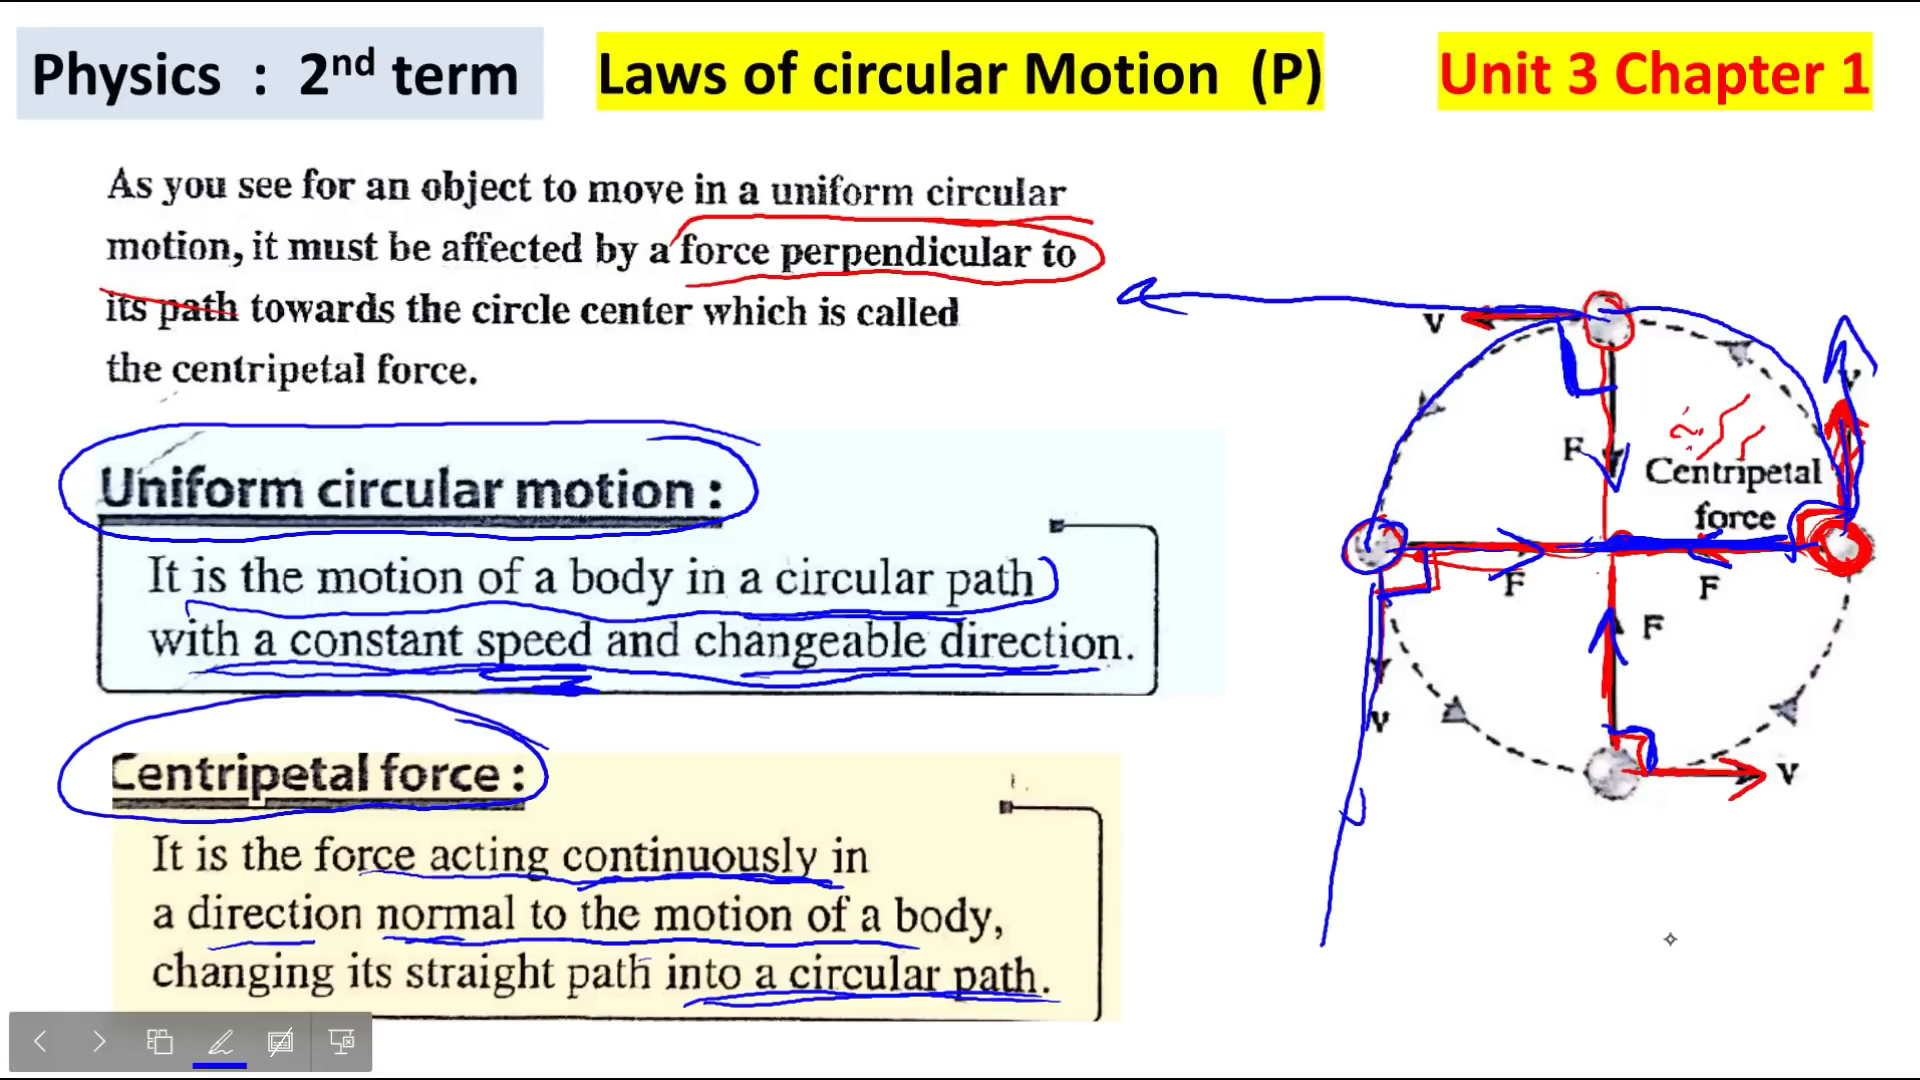 Physics : 2nd term
Laws of circular Motion (P)
Unit 3 Chapter 1
As you see for an object to move in a uniform circular
motion, it must be affected by a force perpendicular to
its path towards the circle center which is called
the centripetal force.
Uniform circular motion :
It is the motion of a body in a circular path
with a constant speed and changeable direction.
Centripetal force :
It is the force acting continuously in
a direction normal to the motion of a body,
changing its straight path into a circular path.
V
V
F
Centripetal
force
F
F
F
V
V